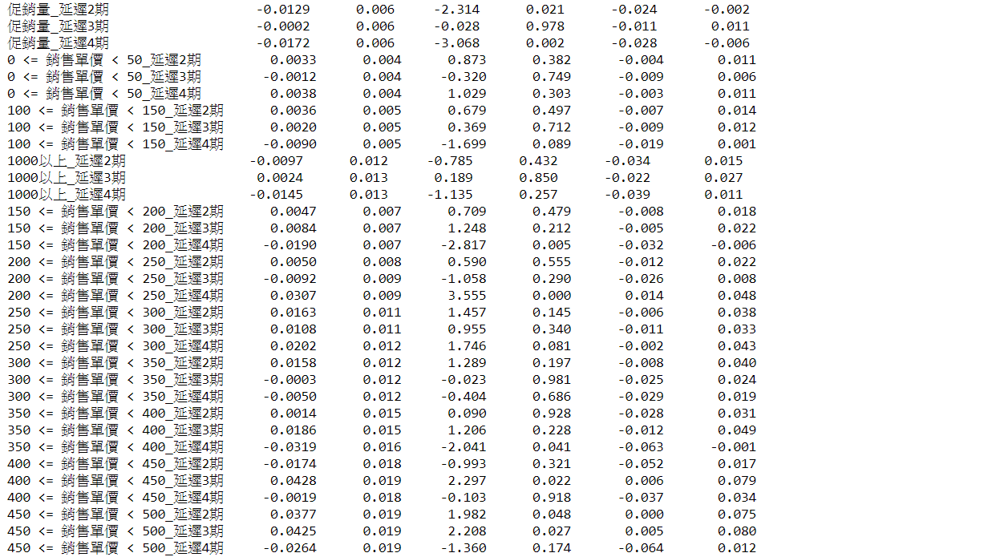 促銷量_延遲2期 -0.0129 0.006 -2.314 0.021 -0.024 -0.002
促銷量_延遲3期 -0.0002 0.006 -0.028 0.978 -0.011 0.011
促銷量_延遲4期 -0.0172 0.006 -3.068 0.002 -0.028 -0.006
0 <= 銷售單價 < 50_延遲2期 0.0033 0.004 0.873 0.382 -0.004 0.011
0 <= 銷售單價 < 50_延遲3期 -0.0012 0.004 -0.320 0.749 -0.009 0.006
0 <= 銷售單價 < 50_延遲4期 0.0038 0.004 1.029 0.303 -0.003 0.011
100 <= 銷售單價 < 150_延遲2期 0.0036 0.005 0.679 0.497 -0.007 0.014
100 <= 銷售單價 < 150_延遲3期 0.0020 0.005 0.369 0.712 -0.009 0.012
100 <= 銷售單價 < 150_延遲4期 -0.0090 0.005 -1.699 0.089 -0.019 0.001
1000以上_延遲2期 -0.0097 0.012 -0.785 0.432 -0.034 0.015
1000以上_延遲3期 0.0024 0.013 0.189 0.850 -0.022 0.027
1000以上_延遲4期 -0.0145 0.013 -1.135 0.257 -0.039 0.011
150 <= 銷售單價 < 200_延遲2期 0.0047 0.007 0.709 0.479 -0.008 0.018
150 <= 銷售單價 < 200_延遲3期 0.0084 0.007 1.248 0.212 -0.005 0.022
150 <= 銷售單價 < 200_延遲4期 -0.0190 0.007 -2.817 0.005 -0.032 -0.006
200 <= 銷售單價 < 250_延遲2期 0.0050 0.008 0.590 0.555 -0.012 0.022
200 <= 銷售單價 < 250_延遲3期 -0.0092 0.009 -1.058 0.290 -0.026 0.008
200 <= 銷售單價 < 250_延遲4期 0.0307 0.009 3.555 0.000 0.014 0.048
250 <= 銷售單價 < 300_延遲2期 0.0163 0.011 1.457 0.145 -0.006 0.038
250 <= 銷售單價 < 300_延遲3期 0.0108 0.011 0.955 0.340 -0.011 0.033
250 <= 銷售單價 < 300_延遲4期 0.0202 0.012 1.746 0.081 -0.002 0.043
300 <= 銷售單價 < 350_延遲2期 0.0158 0.012 1.289 0.197 -0.008 0.040
300 <= 銷售單價 < 350_延遲3期 -0.0003 0.012 -0.023 0.981 -0.025 0.024
300 <= 銷售單價 < 350_延遲4期 -0.0050 0.012 -0.404 0.686 -0.029 0.019
350 <= 銷售單價 < 400_延遲2期 0.0014 0.015 0.090 0.928 -0.028 0.031
350 <= 銷售單價 < 400_延遲3期 0.0186 0.015 1.206 0.228 -0.012 0.049
350 <= 銷售單價 < 400_延遲4期 -0.0319 0.016 -2.041 0.041 -0.063 -0.001
400 <= 銷售單價 < 450_延遲2期 -0.0174 0.018 -0.993 0.321 -0.052 0.017
400 <= 銷售單價 < 450_延遲3期 0.0428 0.019 2.297 0.022 0.006 0.079
400 <= 銷售單價 < 450_延遲4期 -0.0019 0.018 -0.103 0.918 -0.037 0.034
450 <= 銷售單價 < 500_延遲2期 0.0377 0.019 1.982 0.048 0.000 0.075
450 <= 銷售單價 < 500_延遲3期 0.0425 0.019 2.208 0.027 0.005 0.080
450 <= 銷售單價 < 500_延遲4期 -0.0264 0.019 -1.360 0.174 -0.064 0.012